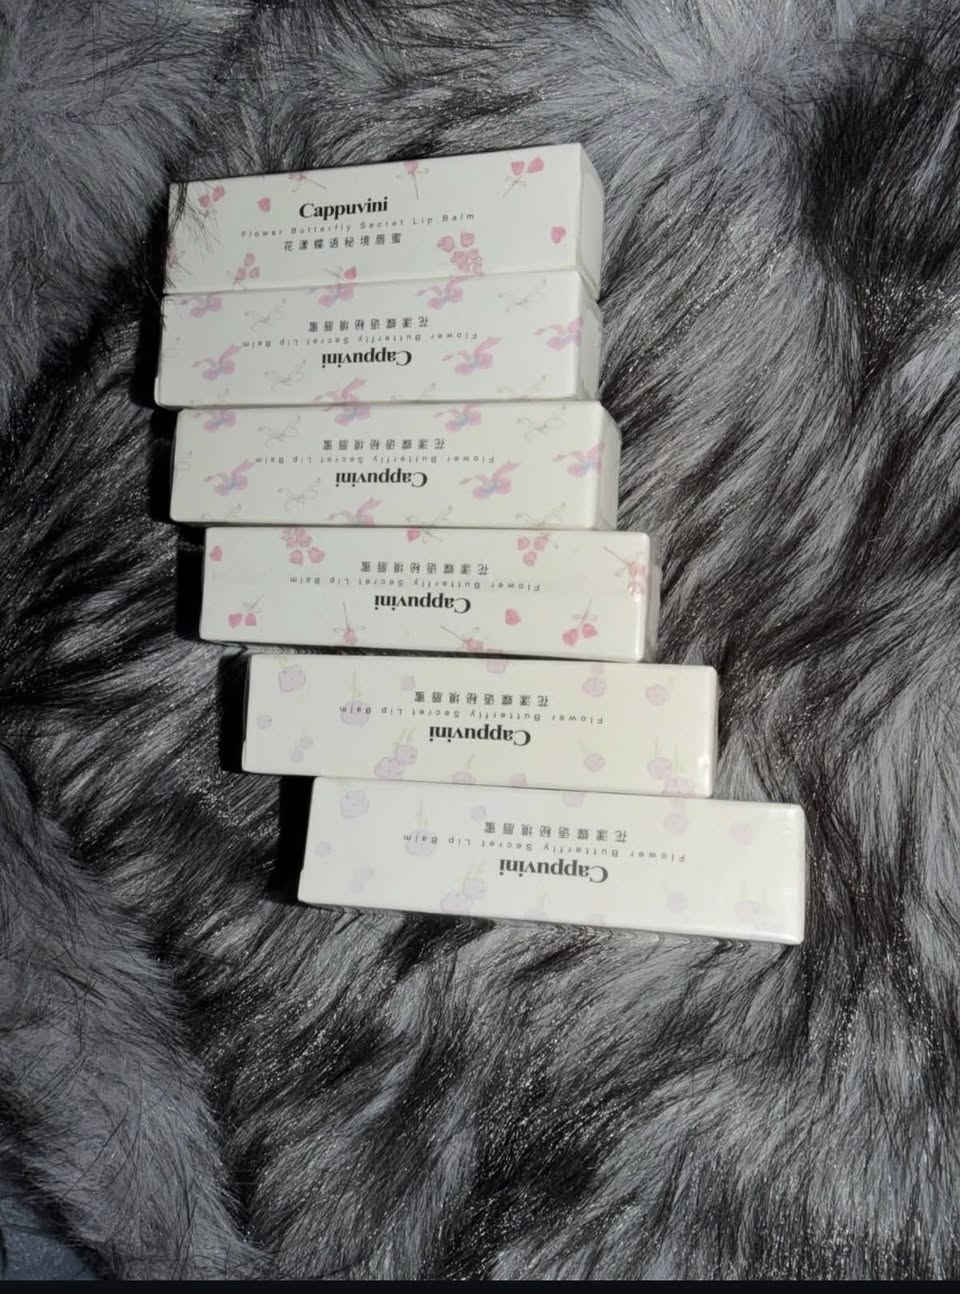 Cappuvini
Flower Butterfly Secret Lip Balm
花漾蝶语秘境唇蜜
Cappuvini
Flower Butterfly Secret Lip Balm
花漾蝶语秘境唇蜜
Cappuvini
Flower Butterfly Secret Lip Balm
花漾蝶语秘境唇蜜
Cappuvini
Flower Butterfly Secret Lip Balm
花漾蝶语秘境唇蜜
Cappuvini
Flower Butterfly Secret Lip Balm
花漾蝶语秘境唇蜜
Cappuvini
Flower Butterfly Secret Lip Balm
花漾蝶语秘境唇蜜